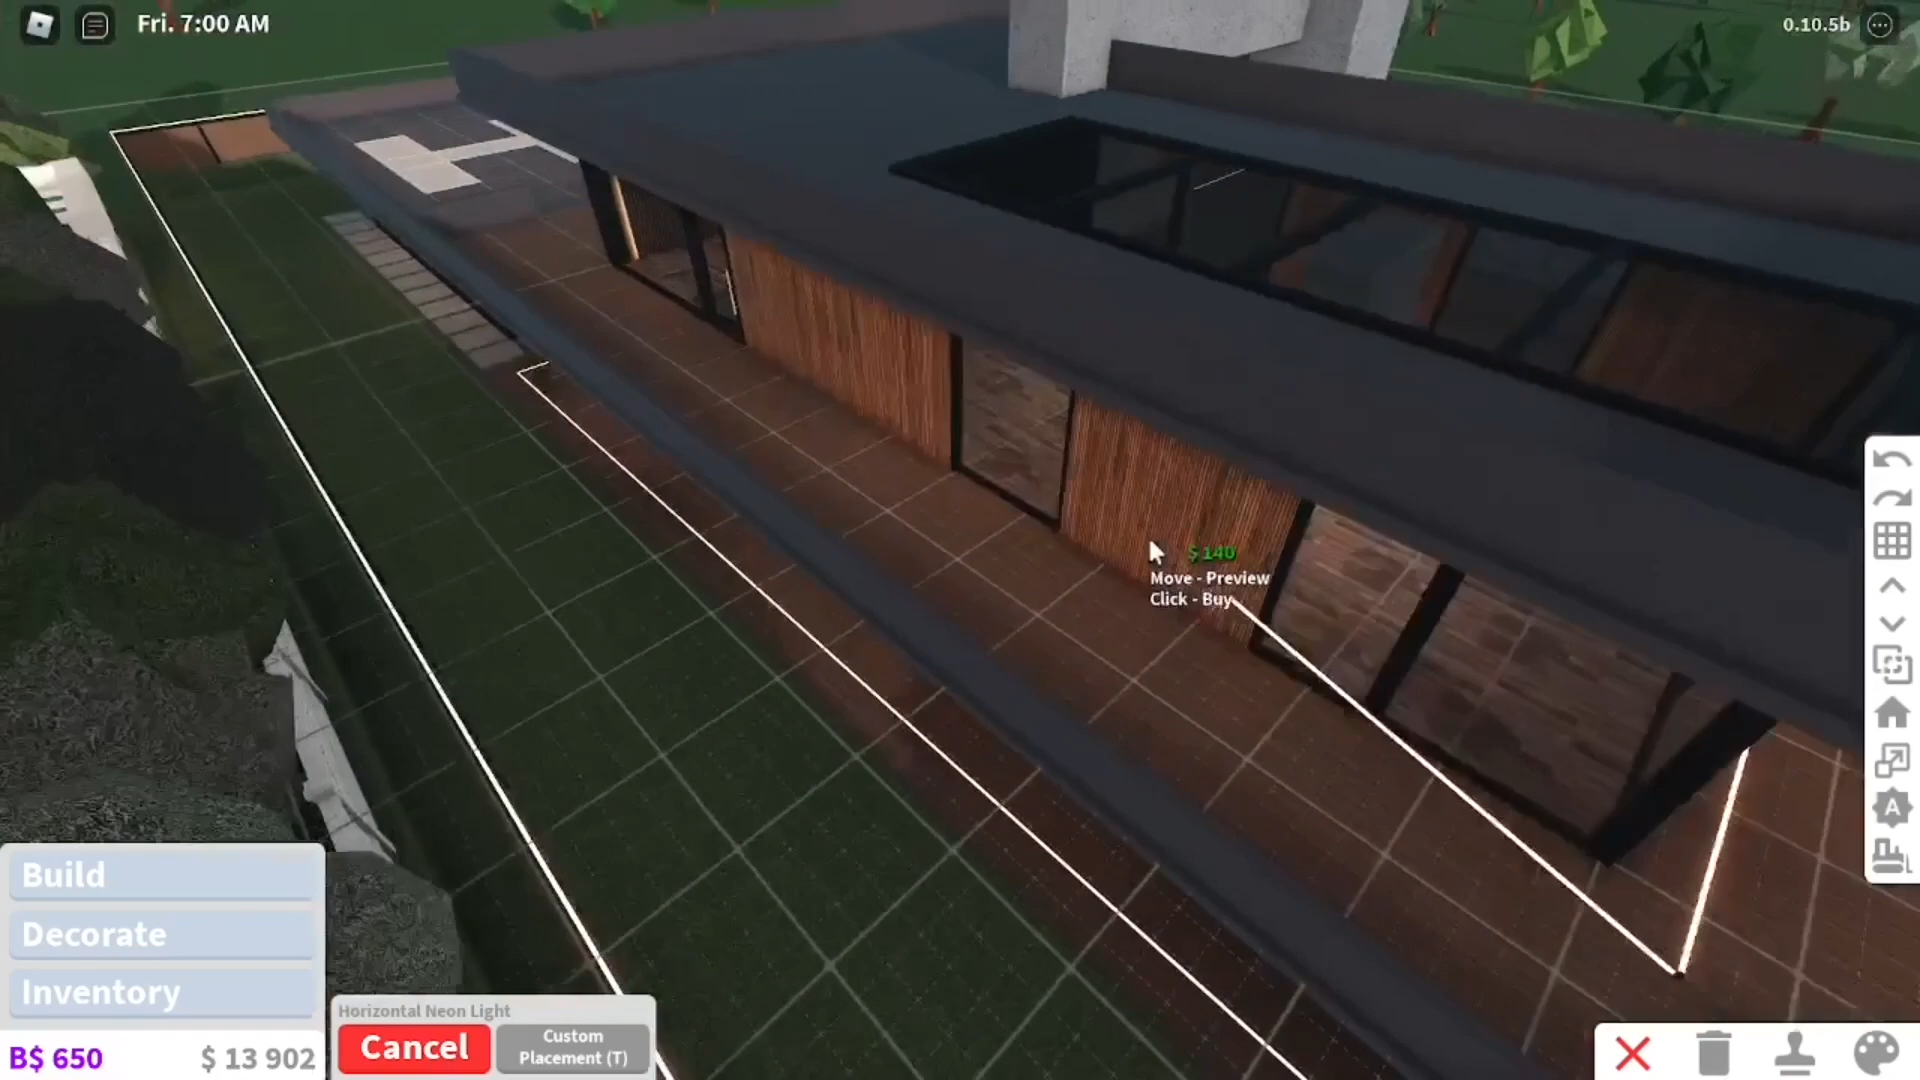 Fri. 7:00 AM
0.10.5b
$ 140
Move - Preview
Click - Buy
Build
Decorate
Inventory
B$ 650
$ 13 902
Horizontal Neon Light
Cancel
Custom
Placement (T)
A